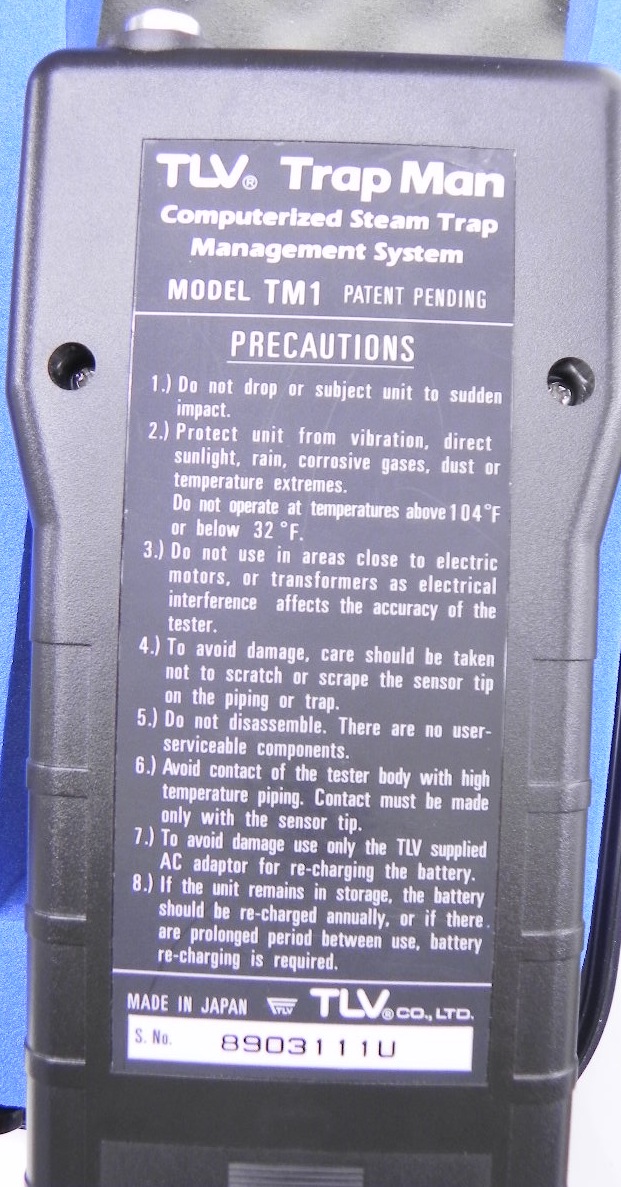 TLV® Trap Man
Computerized Steam Trap
Management System
MODEL TM1 PATENT PENDING
PRECAUTIONS
1.) Do not drop or subject unit to sudden
impact.
2.) Protect unit from vibration, direct
sunlight, rain, corrosive gases, dust or
temperature extremes.
Do not operate at temperatures above 104°F
or below 32°F.
3.) Do not use in areas close to electric
motors, or transformers as electrical
interference affects the accuracy of the
tester.
4.) To avoid damage, care should be taken
not to scratch or scrape the sensor tip
on the piping or trap.
5.) Do not disassemble. There are no user-
serviceable components.
6.) Avoid contact of the tester body with high
temperature piping. Contact must be made
only with the sensor tip.
7.) To avoid damage use only the TLV supplied
AC adaptor for re-charging the battery.
8.) If the unit remains in storage, the battery
should be re-charged annually, or if there
are prolonged period between use, battery
re-charging is required.
MADE IN JAPAN TLV TLV® CO., LTD.
S. No. 8903111U